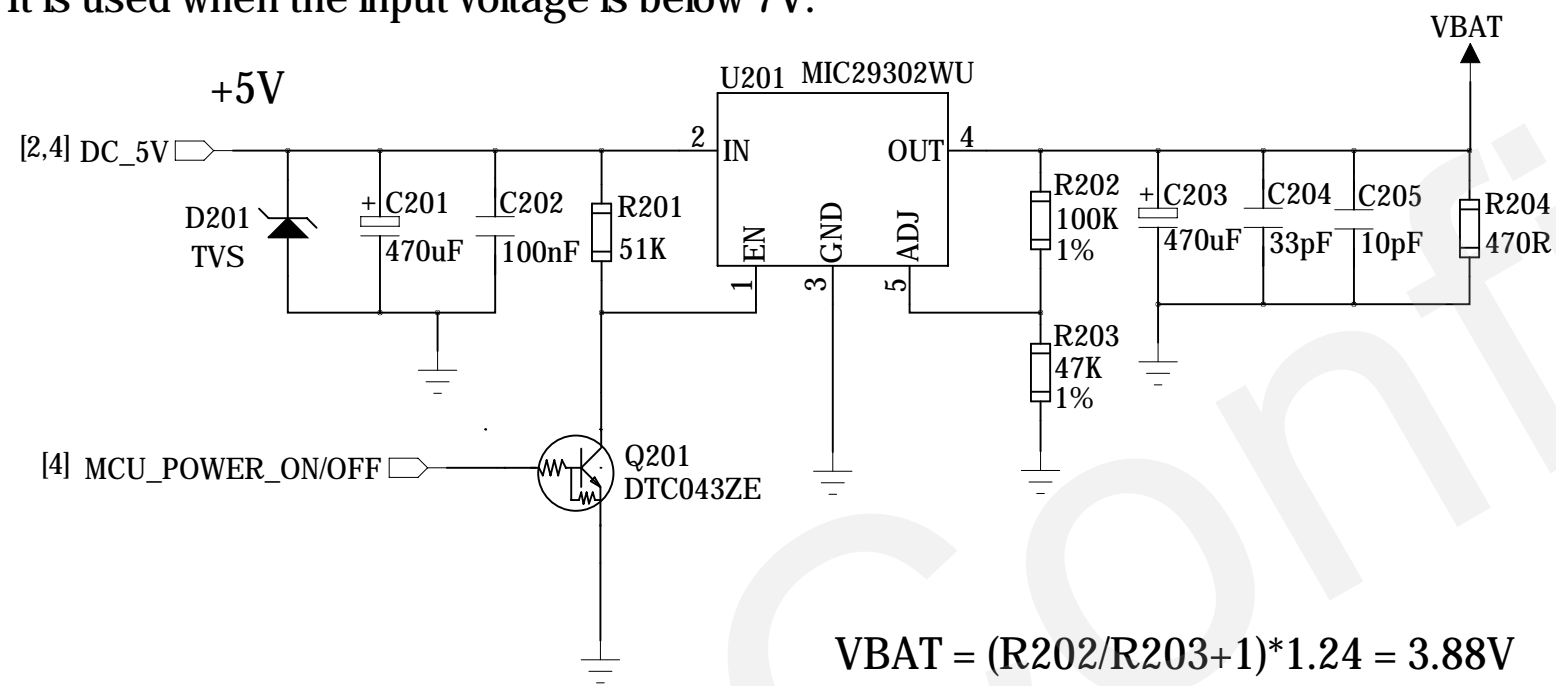 It is used when the input voltage is below 7V.
VBAT
+5V
U201 MIC29302WU
[2,4] DC_5V
2
IN
OUT
4
D201
TVS
+
C201
470uF
C202
100nF
R201
51K
EN
1
GND
3
ADJ
5
R202
100K
1%
+
C203
470uF
C204
33pF
C205
10pF
R204
470R
R203
47K
1%
[4] MCU_POWER_ON/OFF
Q201
DTC043ZE
VBAT = (R202/R203+1)*1.24 = 3.88V
Confi